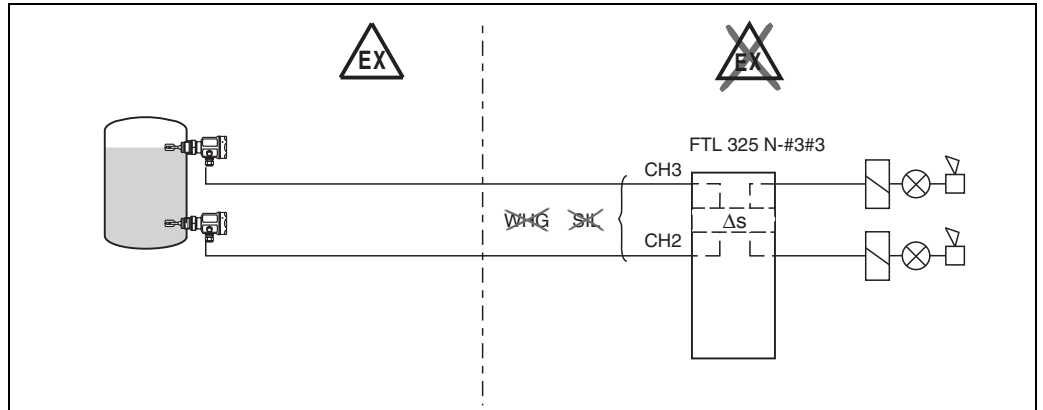 EX
EX
FTL 325 N-#3#3
CH3
WHG SIL
Δs
CH2